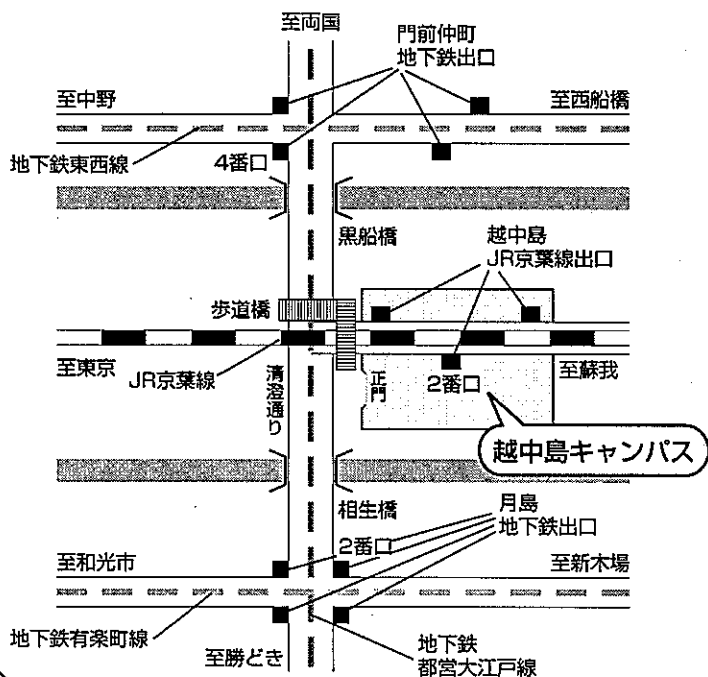 至両国
門前仲町
地下鉄出口
至中野
至西船橋
地下鉄東西線
4番口
黒船橋
越中島
JR京葉線出口
歩道橋
至東京
JR京葉線
清澄通り
正門
2番口
至蘇我
越中島キャンパス
相生橋
月島
地下鉄出口
2番口
至和光市
至新木場
地下鉄有楽町線
至勝どき
地下鉄
都営大江戸線